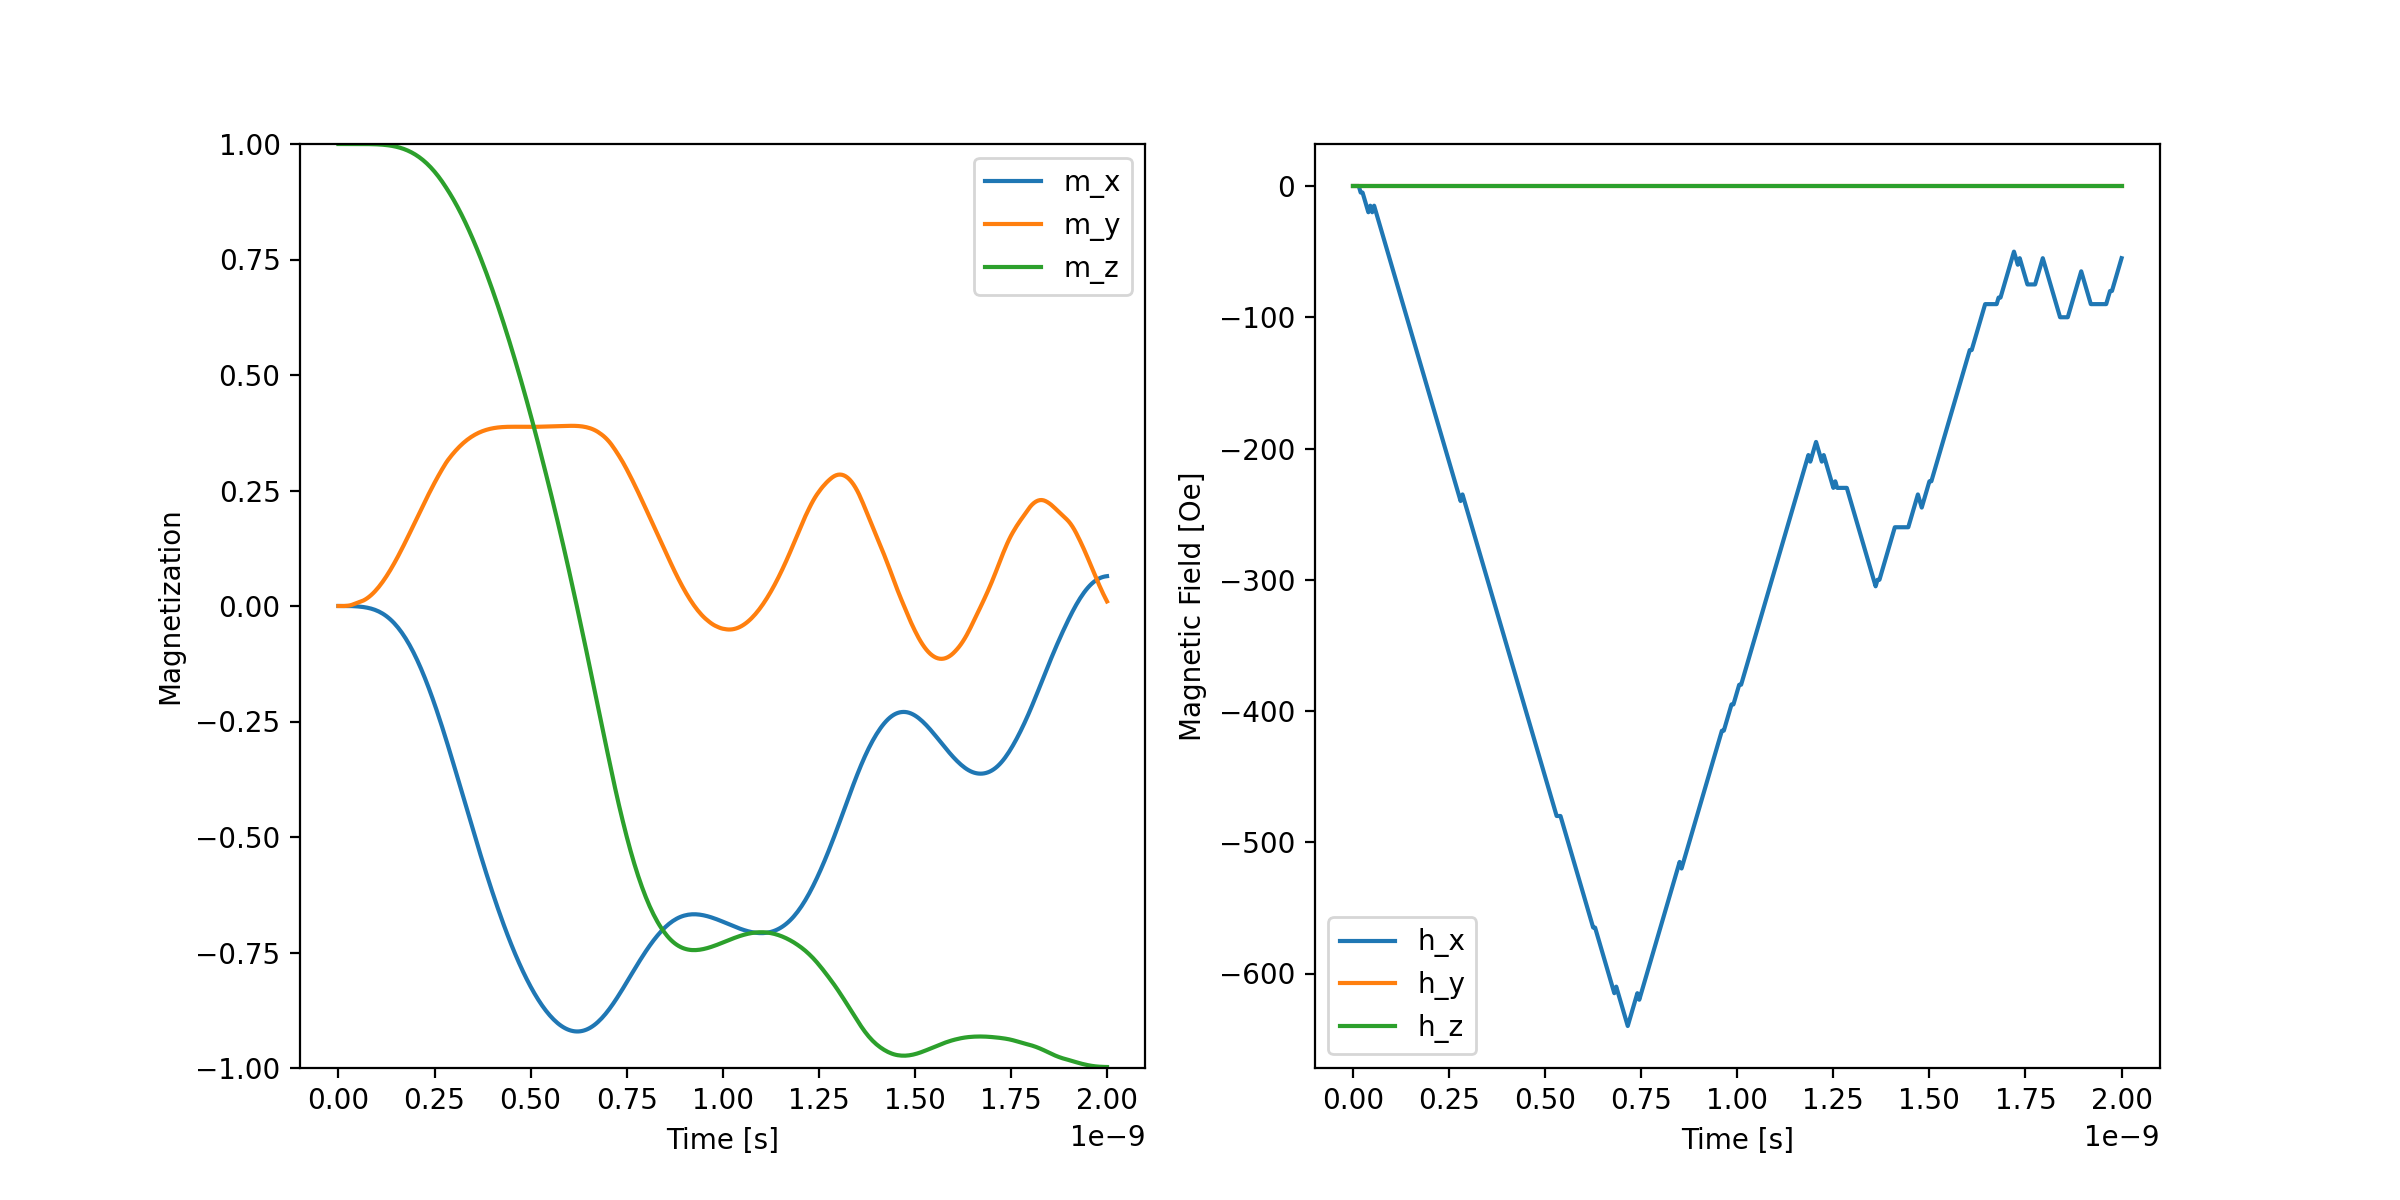 1.00
0.75
0.50
0.25
0.00
−0.25
−0.50
−0.75
−1.00
Magnetization
m_x
m_y
m_z
0.00 0.25 0.50 0.75 1.00 1.25 1.50 1.75 2.00
Time [s]
1e−9
0
−100
−200
−300
−400
−500
−600
Magnetic Field [Oe]
h_x
h_y
h_z
0.00 0.25 0.50 0.75 1.00 1.25 1.50 1.75 2.00
Time [s]
1e−9